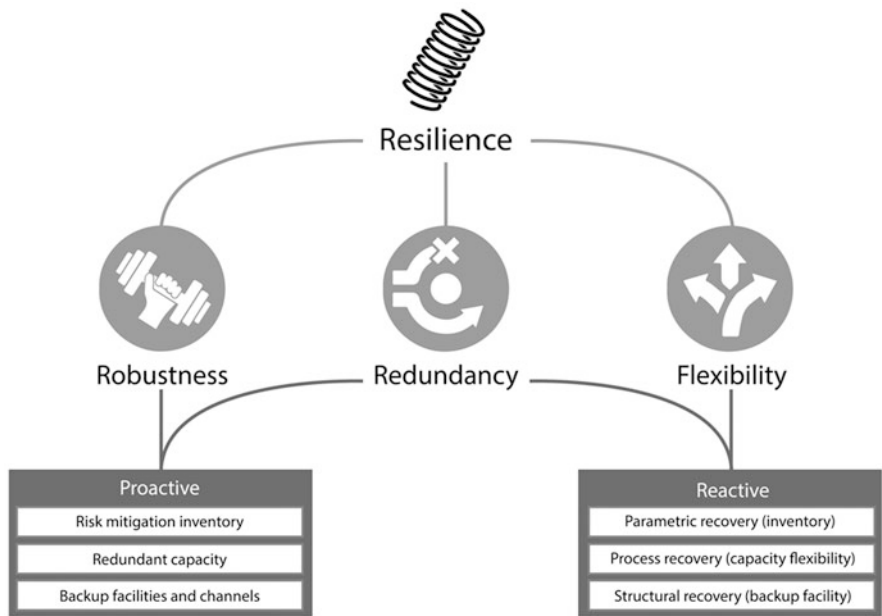 Resilience
Robustness
Redundancy
Flexibility
Proactive
Risk mitigation inventory
Redundant capacity
Backup facilities and channels
Reactive
Parametric recovery (inventory)
Process recovery (capacity flexibility)
Structural recovery (backup facility)